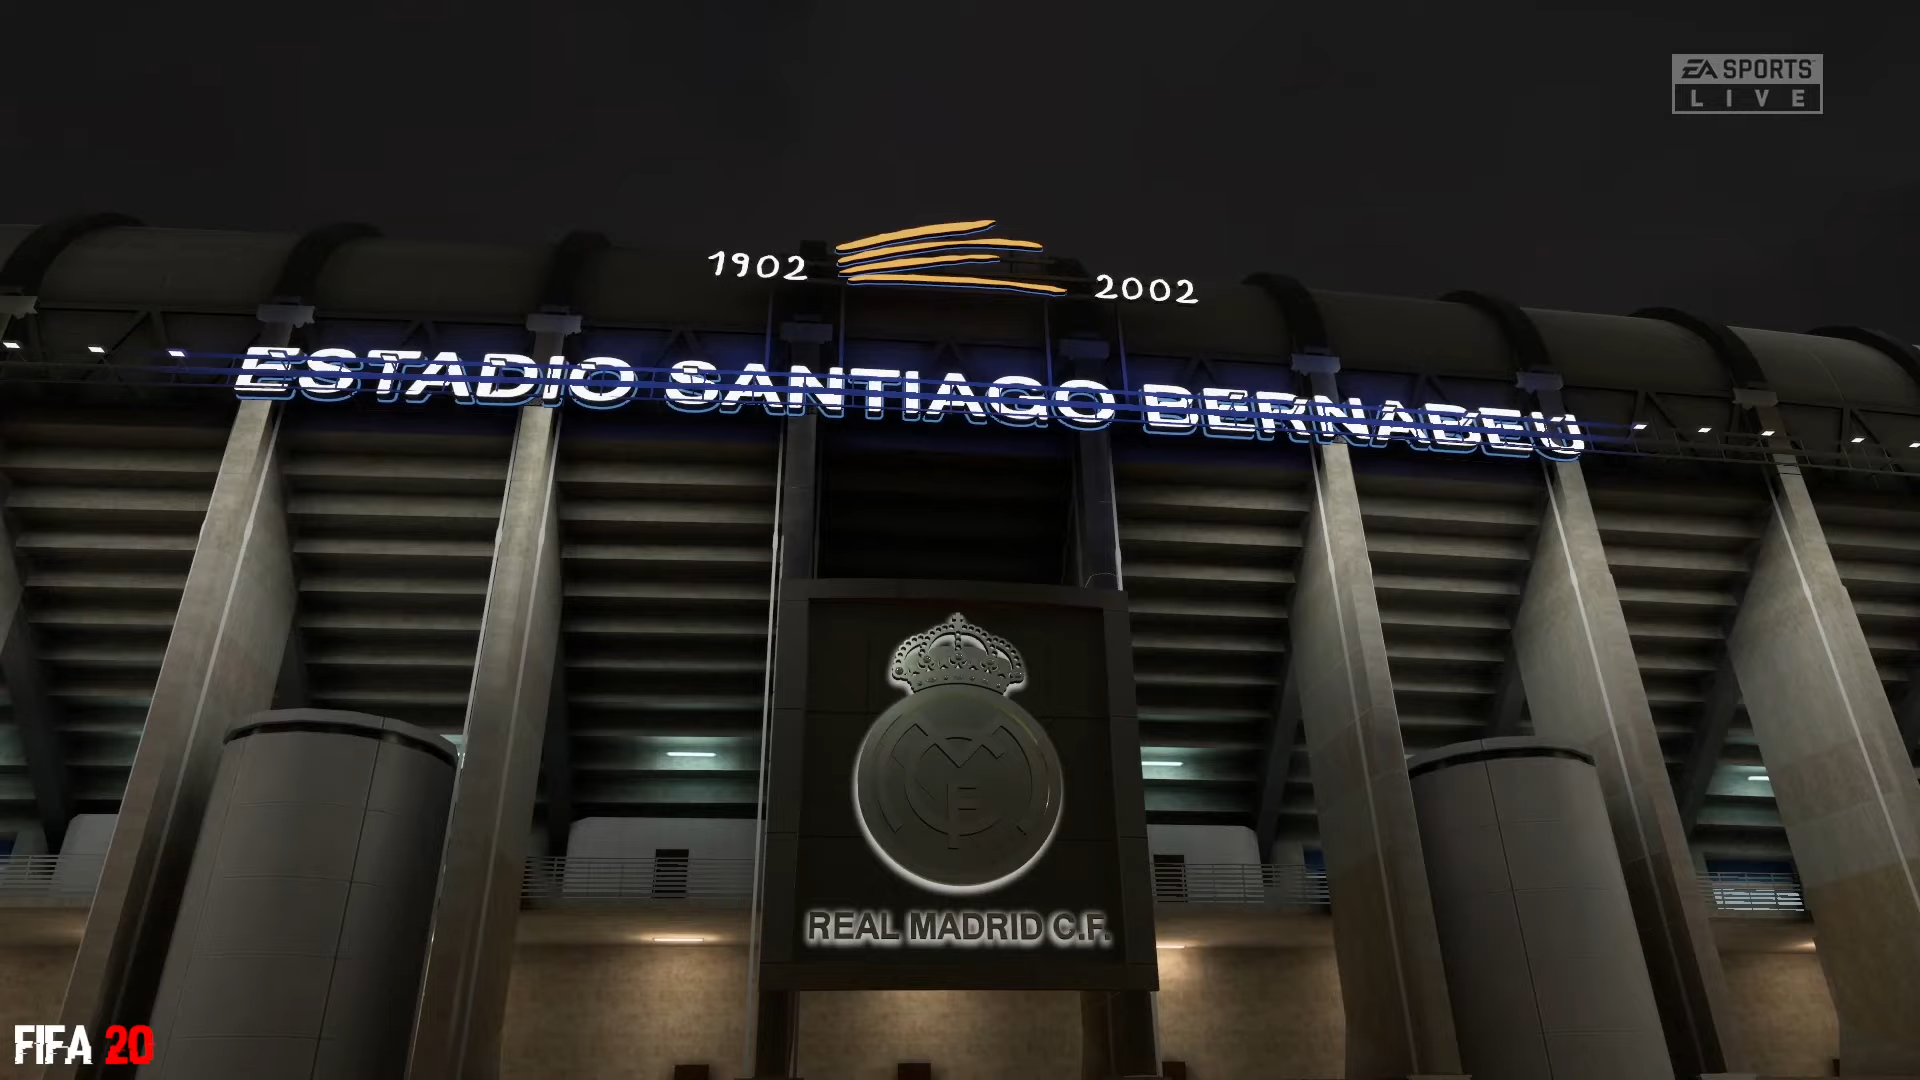 EA SPORTS
LIVE
1902 2002
ESTADIO SANTIAGO BERNABEU
REAL MADRID C.F.
FIFA 20